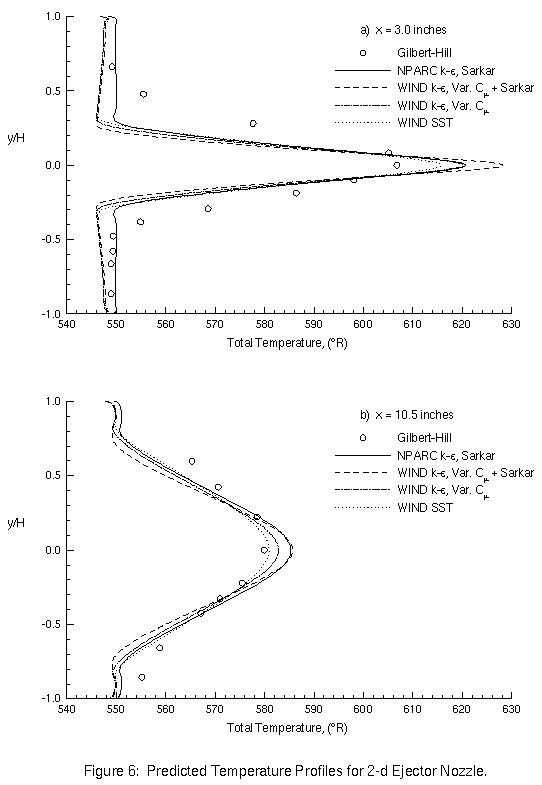 a) x = 3.0 inches
Gilbert-Hill
NPARC k-ϵ, Sarkar
WIND k-ϵ, Var. Cμ + Sarkar
WIND k-ϵ, Var. Cμ
WIND SST
1.0
0.5
y/H
0.0
-0.5
-1.0
540 550 560 570 580 590 600 610 620 630
Total Temperature, (°R)
b) x = 10.5 inches
Gilbert-Hill
NPARC k-ϵ, Sarkar
WIND k-ϵ, Var. Cμ + Sarkar
WIND k-ϵ, Var. Cμ
WIND SST
1.0
0.5
y/H
0.0
-0.5
-1.0
540 550 560 570 580 590 600 610 620 630
Total Temperature, (°R)
Figure 6: Predicted Temperature Profiles for 2-d Ejector Nozzle.